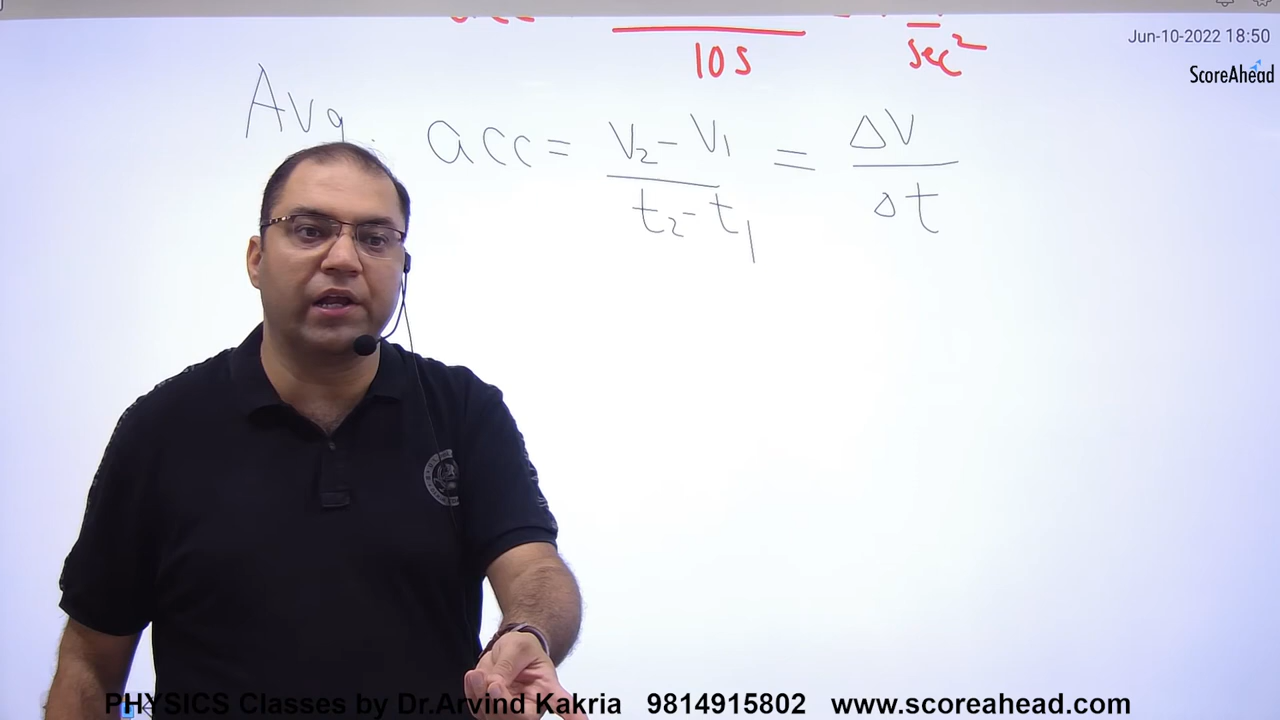 10s
sec²
Jun-10-2022 18:50
ScoreAhead
Avg. acc = V₂ - V₁ / t₂ - t₁ = ΔV / Δt
PHYSICS Classes by Dr.Arvind Kakria 9814915802 www.scoreahead.com